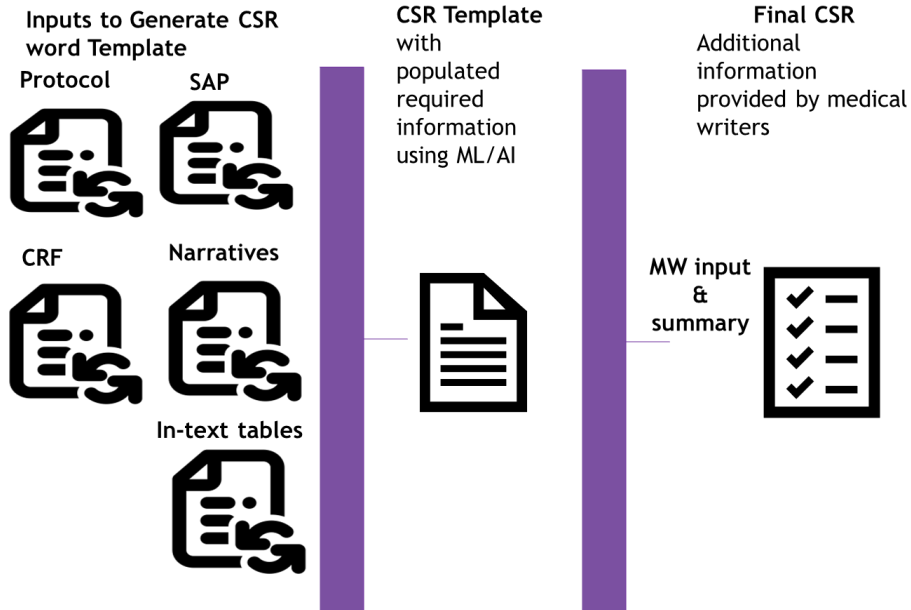 Inputs to Generate CSR
word Template
Protocol
SAP
CRF
Narratives
In-text tables
CSR Template
with
populated
required
information
using ML/AI
Final CSR
Additional
information
provided by medical
writers
MW input
&
summary